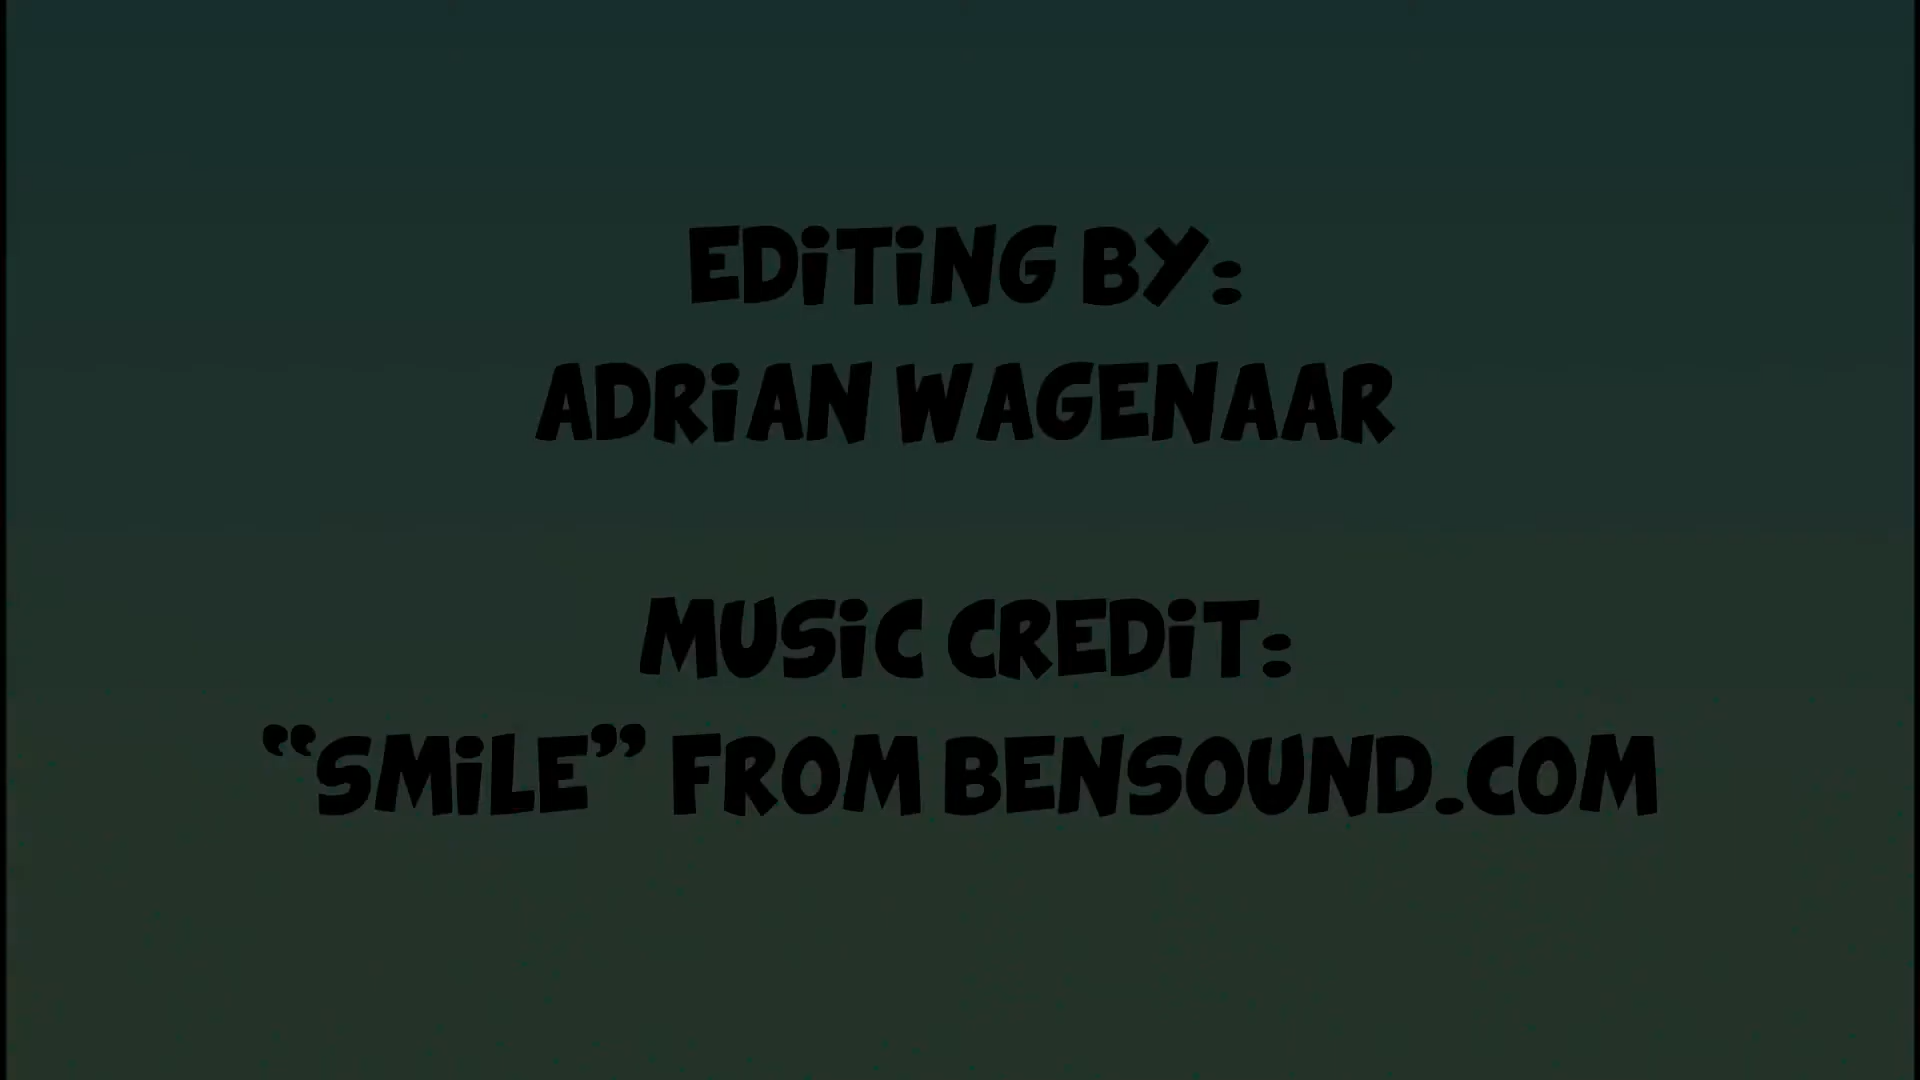 EDiTiNG BY:
ADRiAN WAGENAAR
MUSiC CREDiT:
“SMiLE” FROM BENSOUND.COM